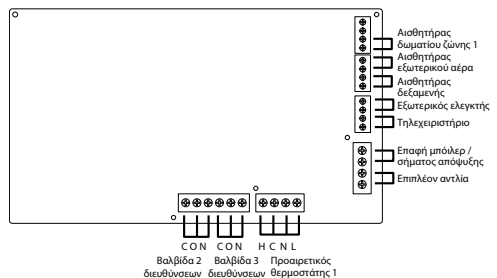 Αισθητήρας
δωματίου ζώνης 1
Αισθητήρας
εξωτερικού αέρα
Αισθητήρας
δεξαμενής
Εξωτερικός ελεγκτής
Τηλεχειριστήριο
Επαφή μπόιλερ /
σήματος απόψυξης
Επιπλέον αντλία
C O N C O N H C N L
Βαλβίδα 2 Βαλβίδα 3 Προαιρετικός
διευθύνσεων διευθύνσεων θερμοστάτης 1